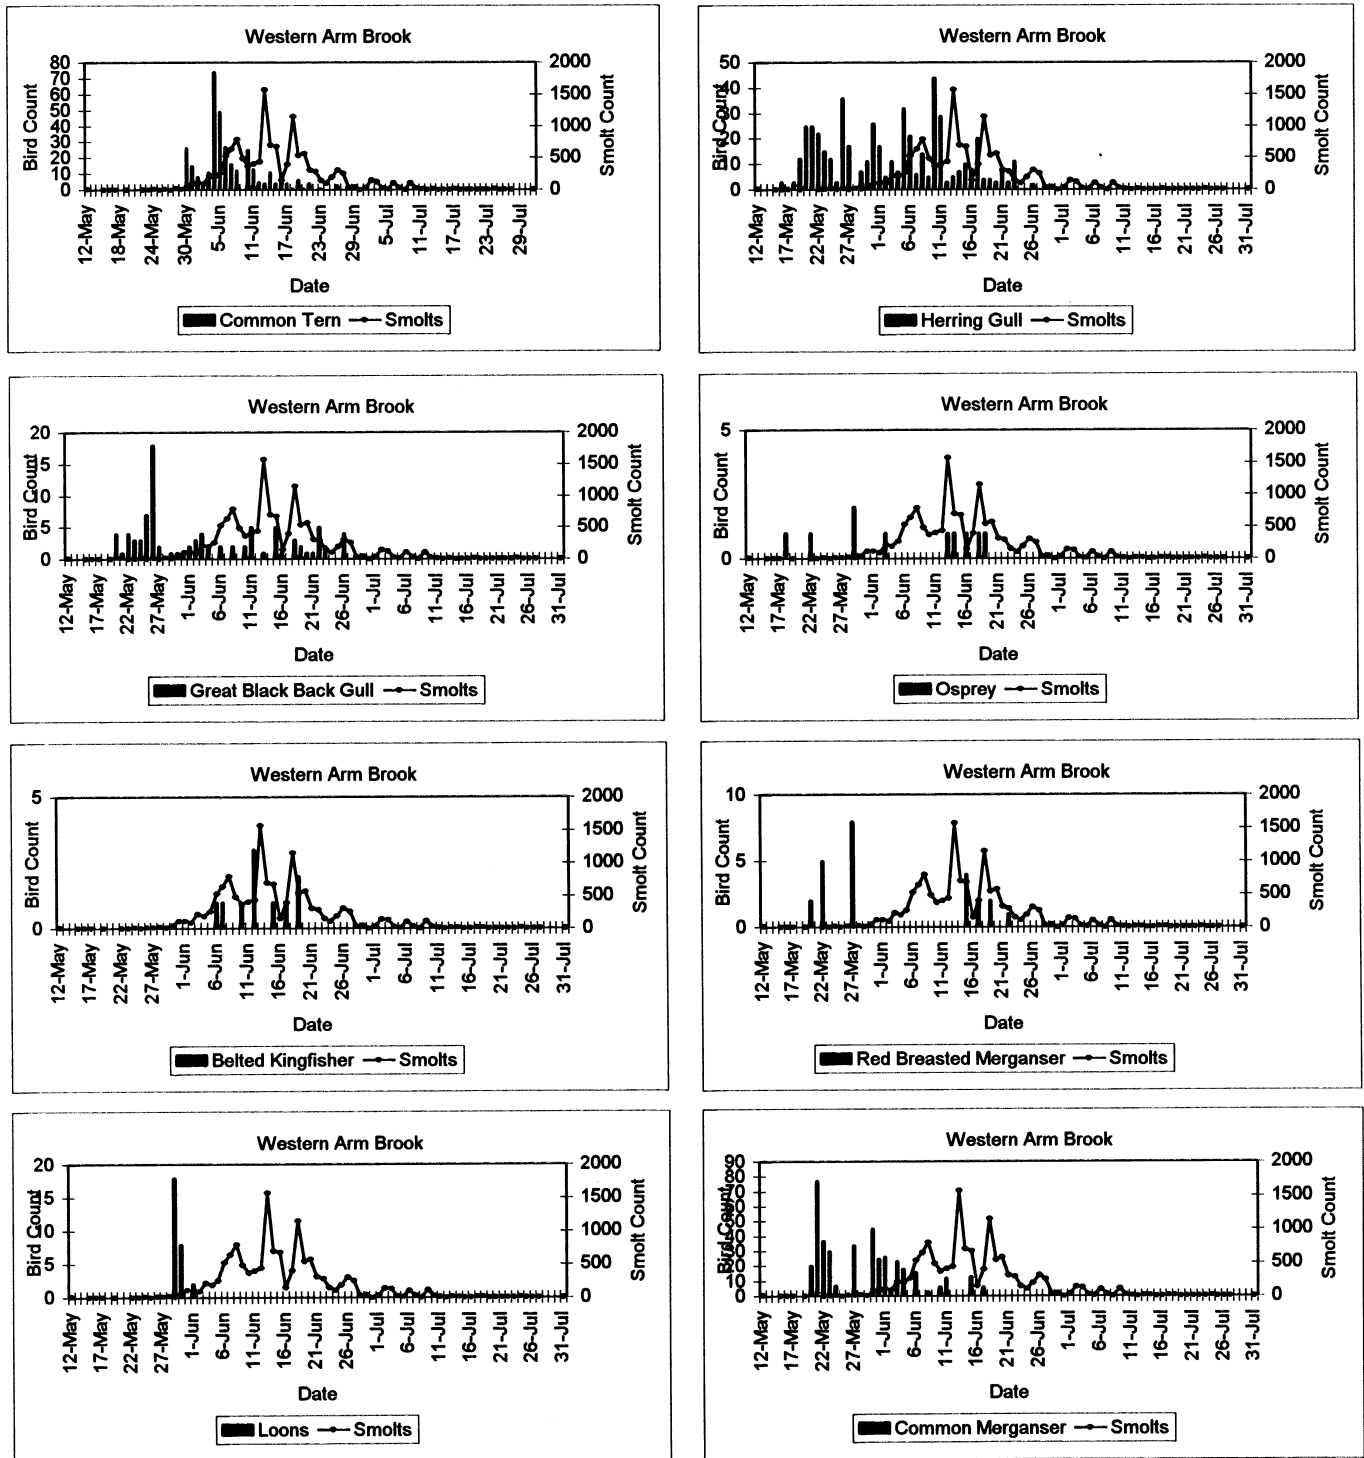 Western Arm Brook
80
70
60
50
40
30
20
10
0
Bird Count
2000
1500
1000
500
0
Smolt Count
12-May
18-May
24-May
30-May
5-Jun
11-Jun
17-Jun
23-Jun
29-Jun
5-Jul
11-Jul
17-Jul
23-Jul
29-Jul
Date
Common Tern Smolts
Western Arm Brook
50
40
30
20
10
0
Bird Count
2000
1500
1000
500
0
Smolt Count
12-May
17-May
22-May
27-May
1-Jun
6-Jun
11-Jun
16-Jun
21-Jun
26-Jun
1-Jul
6-Jul
11-Jul
16-Jul
21-Jul
26-Jul
31-Jul
Date
Herring Gull Smolts
Western Arm Brook
20
15
10
5
0
Bird Count
2000
1500
1000
500
0
Smolt Count
12-May
17-May
22-May
27-May
1-Jun
6-Jun
11-Jun
16-Jun
21-Jun
26-Jun
1-Jul
6-Jul
11-Jul
16-Jul
21-Jul
26-Jul
31-Jul
Date
Great Black Back Gull Smolts
Western Arm Brook
5
0
Bird Count
2000
1500
1000
500
0
Smolt Count
12-May
17-May
22-May
27-May
1-Jun
6-Jun
11-Jun
16-Jun
21-Jun
26-Jun
1-Jul
6-Jul
11-Jul
16-Jul
21-Jul
26-Jul
31-Jul
Date
Osprey Smolts
Western Arm Brook
5
0
Bird Count
2000
1500
1000
500
0
Smolt Count
12-May
17-May
22-May
27-May
1-Jun
6-Jun
11-Jun
16-Jun
21-Jun
26-Jun
1-Jul
6-Jul
11-Jul
16-Jul
21-Jul
26-Jul
31-Jul
Date
Belted Kingfisher Smolts
Western Arm Brook
10
5
0
Bird Count
2000
1500
1000
500
0
Smolt Count
12-May
17-May
22-May
27-May
1-Jun
6-Jun
11-Jun
16-Jun
21-Jun
26-Jun
1-Jul
6-Jul
11-Jul
16-Jul
21-Jul
26-Jul
31-Jul
Date
Red Breasted Merganser Smolts
Western Arm Brook
20
15
10
5
0
Bird Count
2000
1500
1000
500
0
Smolt Count
12-May
17-May
22-May
27-May
1-Jun
6-Jun
11-Jun
16-Jun
21-Jun
26-Jun
1-Jul
6-Jul
11-Jul
16-Jul
21-Jul
26-Jul
31-Jul
Date
Loons Smolts
Western Arm Brook
90
80
70
60
50
40
30
20
10
0
Bird Count
2000
1500
1000
500
0
Smolt Count
12-May
17-May
22-May
27-May
1-Jun
6-Jun
11-Jun
16-Jun
21-Jun
26-Jun
1-Jul
6-Jul
11-Jul
16-Jul
21-Jul
26-Jul
31-Jul
Date
Common Merganser Smolts